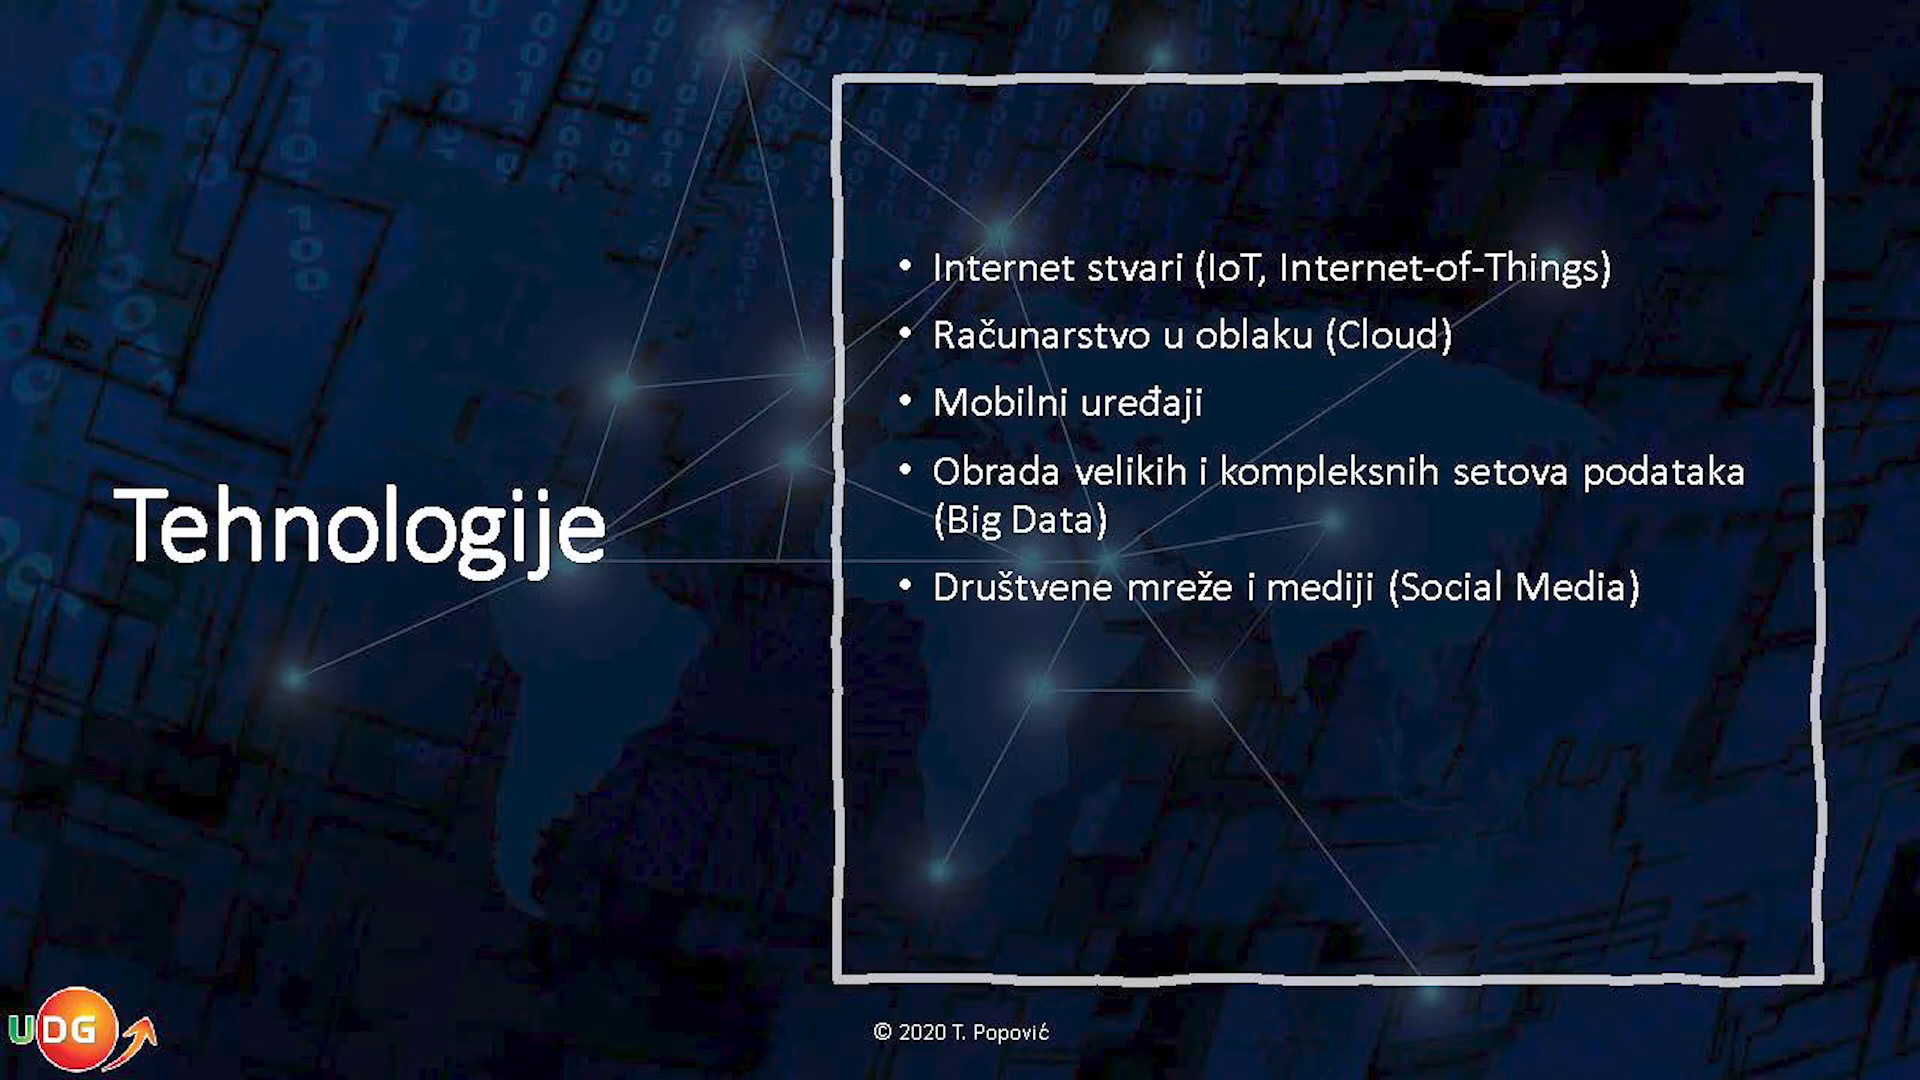 Tehnologije
• Internet stvari (IoT, Internet-of-Things)
• Računarstvo u oblaku (Cloud)
• Mobilni uređaji
• Obrada velikih i kompleksnih setova podataka
(Big Data)
• Društvene mreže i mediji (Social Media)
UDG
© 2020 T. Popović